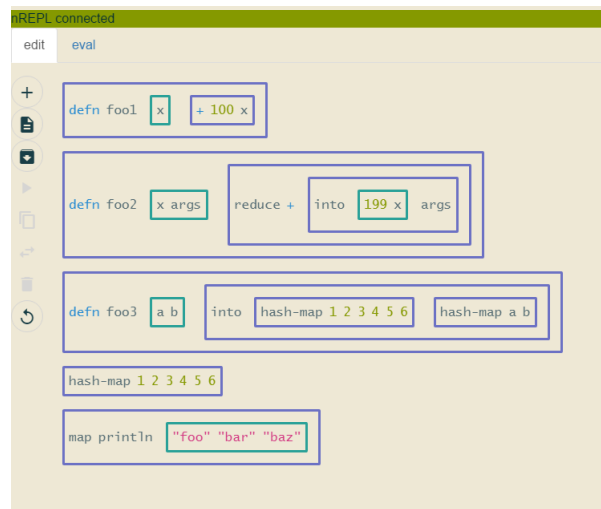 nREPL connected
edit eval
defn foo1 x + 100 x
defn foo2 x args reduce + into 199 x args
defn foo3 a b into hash-map 1 2 3 4 5 6 hash-map a b
hash-map 1 2 3 4 5 6
map println "foo" "bar" "baz"